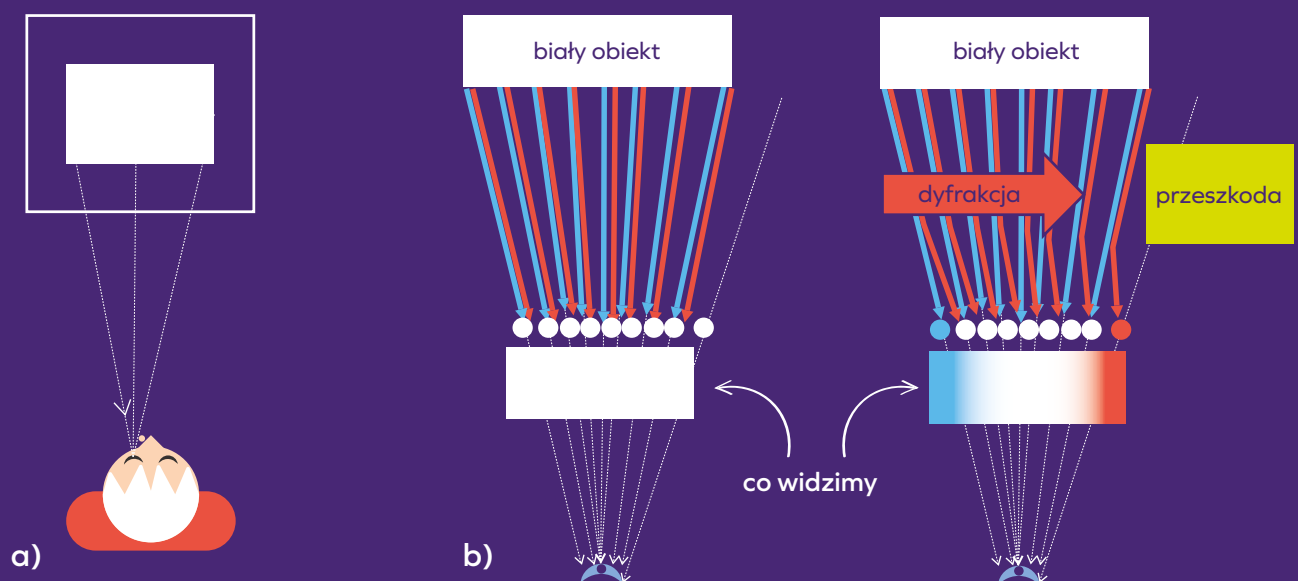 biały obiekt
biały obiekt
dyfrakcja
przeszkoda
co widzimy
a)
b)